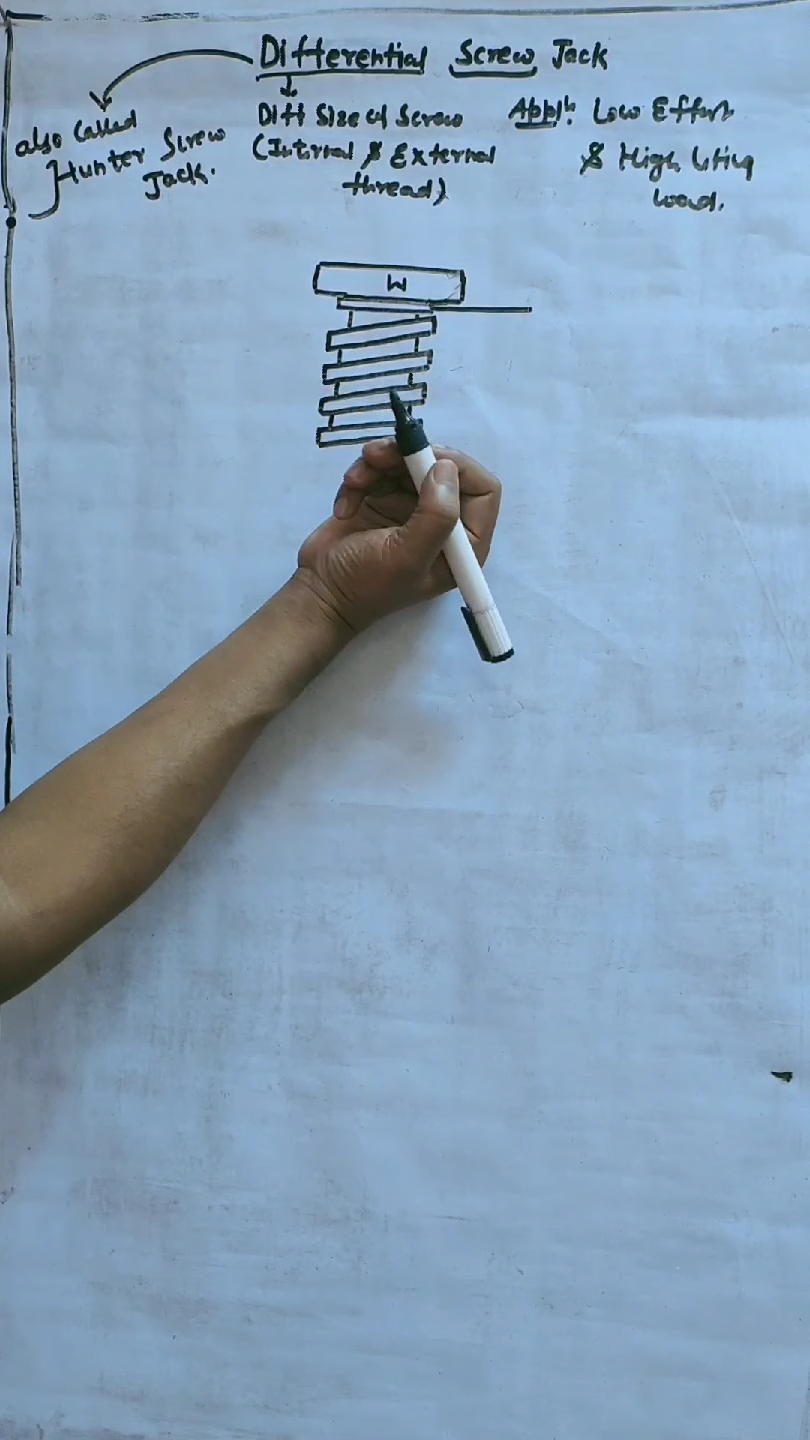 Differential Screw Jack
also called
Hunter Screw
Jack.
Diff Size of Screw
(Internal & External
thread)
Appln: Low Effort
& High lifting
load.
W